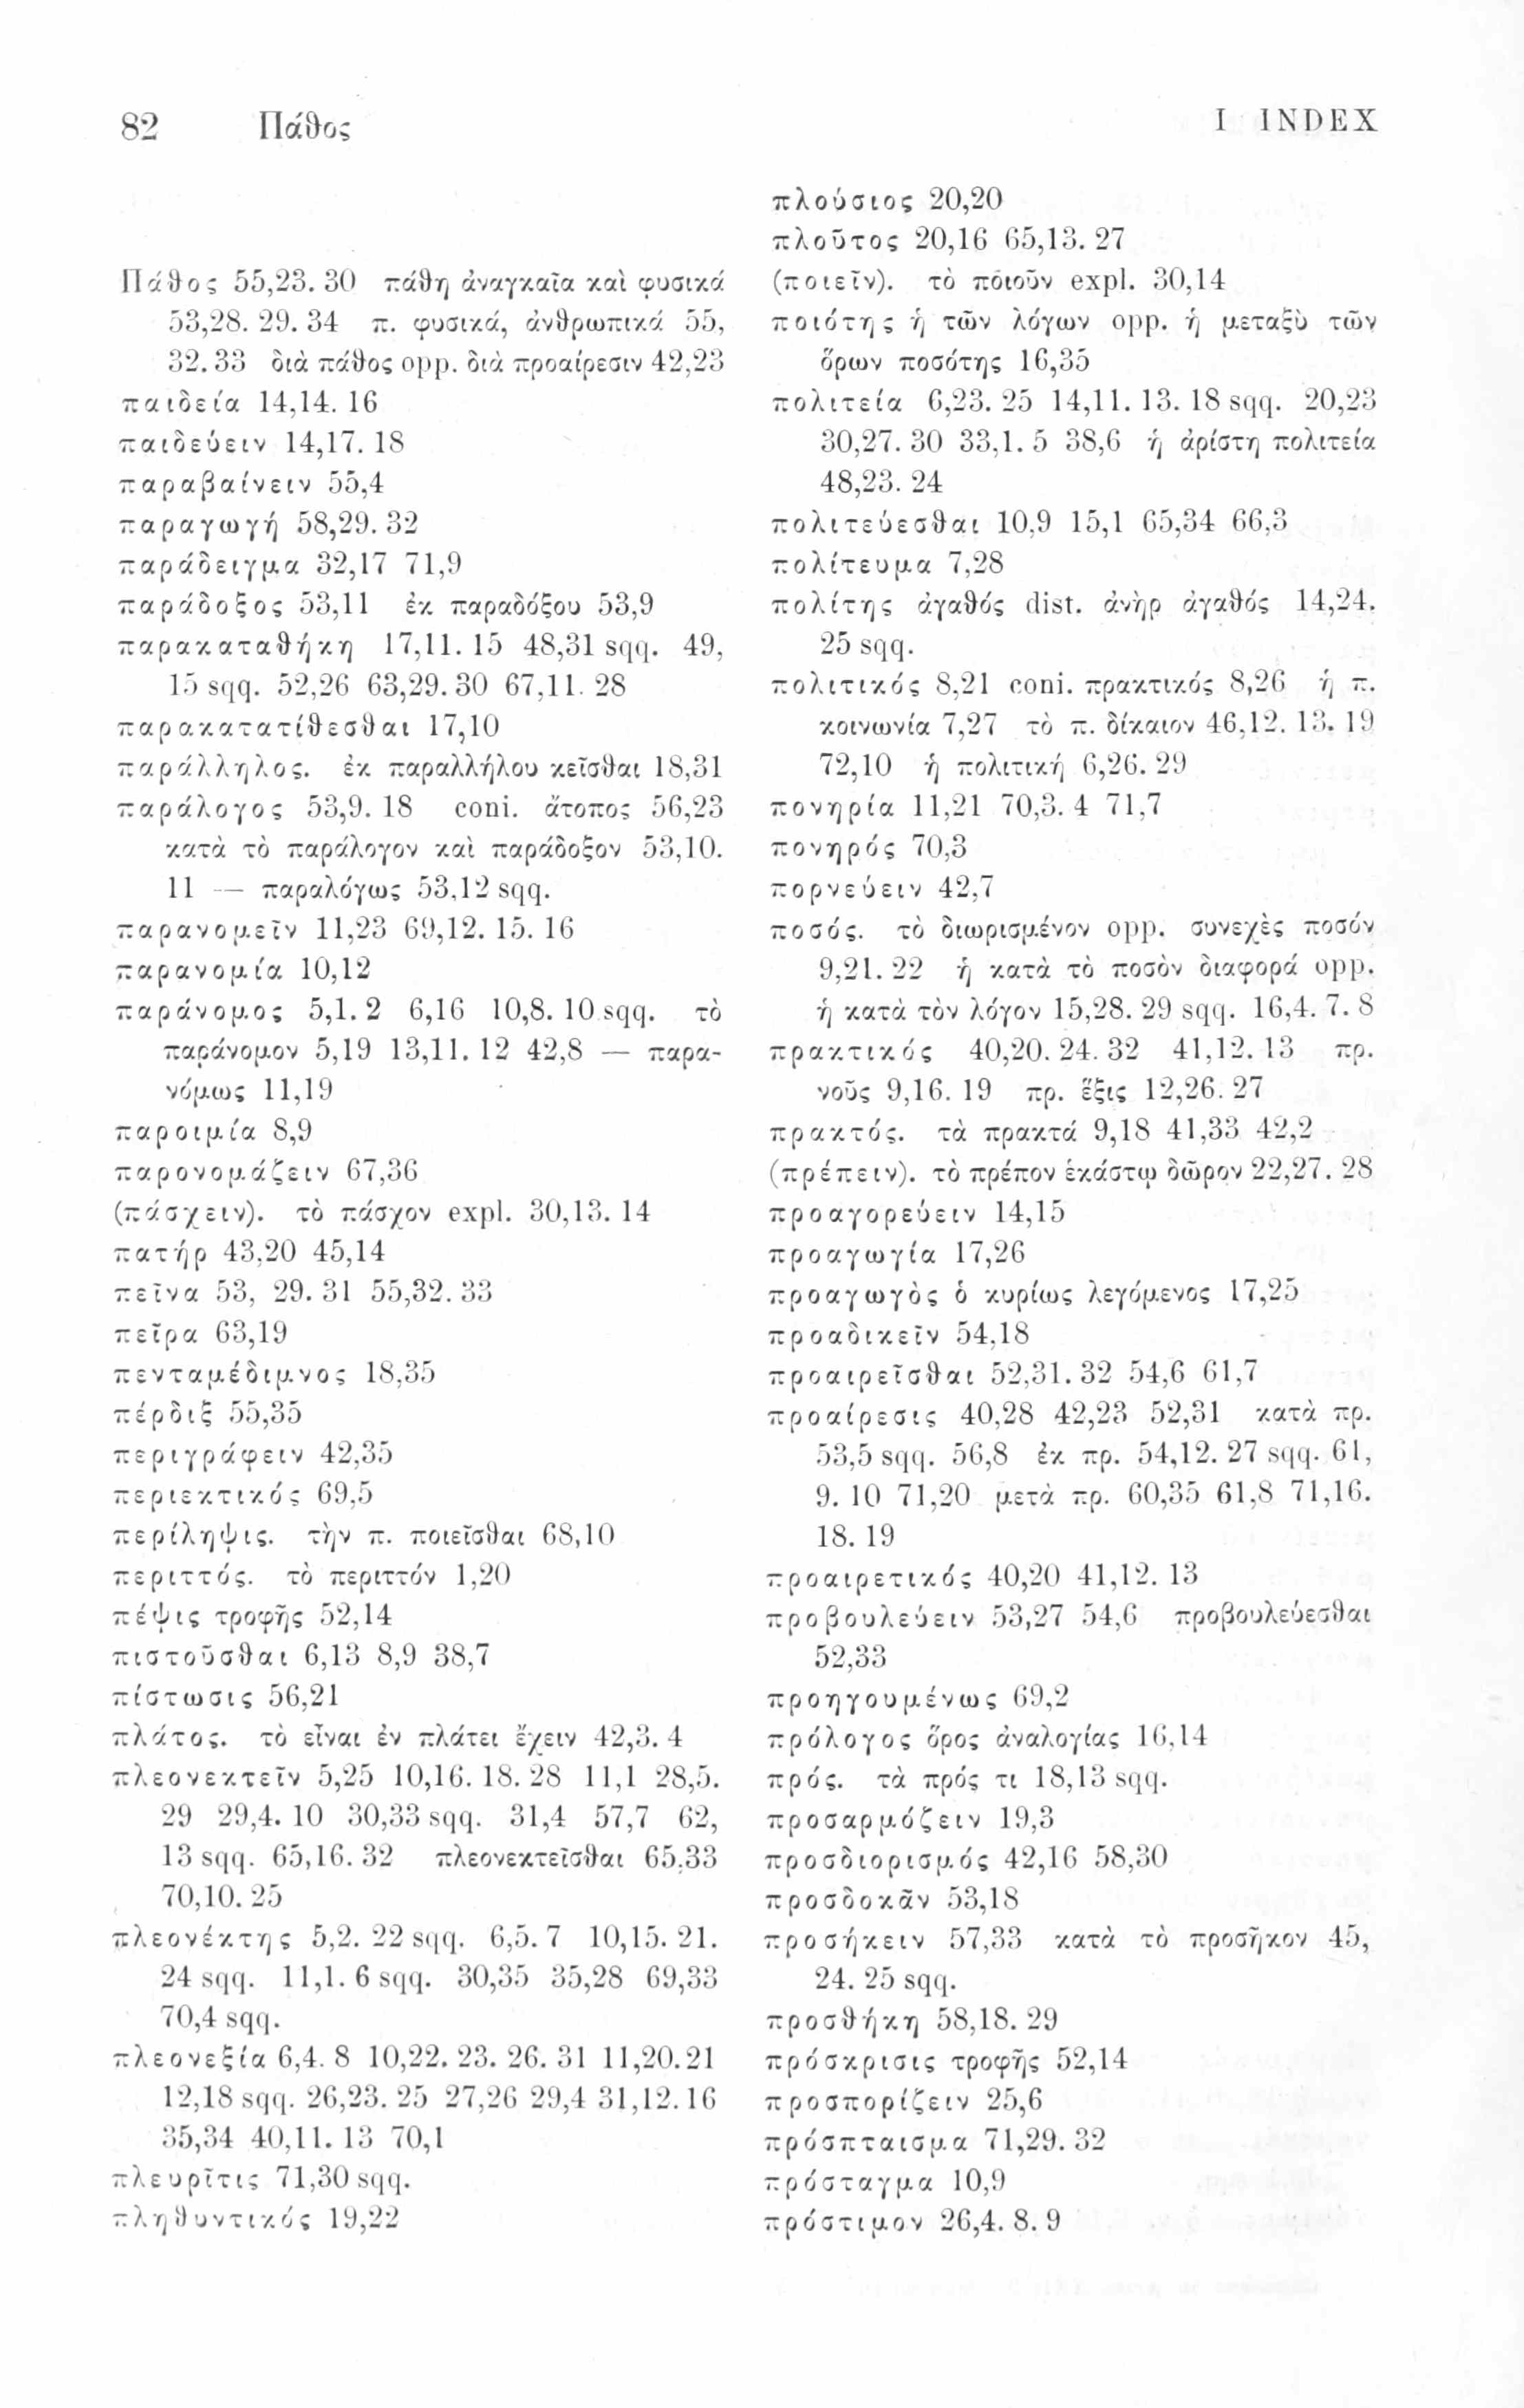 82 Πάθος I INDEX
Πάθος 55,23. 30 πάθη ἀναγκαῖα καὶ φυσικά
53,28. 29. 34 π. φυσικά, ἀνθρωπικά 55,
32. 33 διὰ πάθος opp. διὰ προαίρεσιν 42,23
παιδεία 14,14. 16
παιδεύειν 14,17. 18
παραβαίνειν 55,4
παραγωγή 58,29. 32
παράδειγμα 32,17 71,9
παράδοξος 53,11 ἐκ παραδόξου 53,9
παρακαταθήκη 17,11. 15 48,31 sqq. 49,
15 sqq. 52,26 63,29. 30 67,11. 28
παρακατατίθεσθαι 17,10
παράλληλος. ἐκ παραλλήλου κεῖσθαι 18,31
παράλογος 53,9. 18 coni. ἄτοπος 56,23
κατὰ τὸ παράλογον καὶ παράδοξον 53,10.
11 — παραλόγως 53,12 sqq.
παρανομεῖν 11,23 69,12. 15. 16
παρανομία 10,12
παράνομος 5,1. 2 6,16 10,8. 10 sqq. τὸ
παράνομον 5,19 13,11. 12 42,8 — παρα-
νόμως 11,19
παροιμία 8,9
παρονομάζειν 67,36
(πάσχειν). τὸ πάσχον expl. 30,13. 14
πατήρ 43,20 45,14
πεῖνα 53, 29. 31 55,32. 33
πεῖρα 63,19
πενταμέδιμνος 18,35
πέρδιξ 55,35
περιγράφειν 42,35
περιεκτικός 69,5
περίληψις. τὴν π. ποιεῖσθαι 68,10
περιττός. τὸ περιττόν 1,20
πέψις τροφῆς 52,14
πιστοῦσθαι 6,13 8,9 38,7
πίστωσις 56,21
πλάτος. τὸ εἶναι ἐν πλάτει ἔχειν 42,3. 4
πλεονεκτεῖν 5,25 10,16. 18. 28 11,1 28,5.
29 29,4. 10 30,33 sqq. 31,4 57,7 62,
13 sqq. 65,16. 32 πλεονεκτεῖσθαι 65,33
70,10. 25
πλεονέκτης 5,2. 22 sqq. 6,5. 7 10,15. 21.
24 sqq. 11,1. 6 sqq. 30,35 35,28 69,33
70,4 sqq.
πλεονεξία 6,4. 8 10,22. 23. 26. 31 11,20. 21
12,18 sqq. 26,23. 25 27,26 29,4 31,12. 16
35,34 40,11. 13 70,1
πλευρῖτις 71,30 sqq.
πληθυντικός 19,22
πλούσιος 20,20
πλοῦτος 20,16 65,13. 27
(ποιεῖν). τὸ ποιοῦν expl. 30,14
ποιότης ἡ τῶν λόγων opp. ἡ μεταξὺ τῶν
ὅρων ποσότης 16,35
πολιτεία 6,23. 25 14,11. 13. 18 sqq. 20,23
30,27. 30 33,1. 5 38,6 ἡ ἀρίστη πολιτεία
48,23. 24
πολιτεύεσθαι 10,9 15,1 65,34 66,3
πολίτευμα 7,28
πολίτης ἀγαθός dist. ἀνὴρ ἀγαθός 14,24.
25 sqq.
πολιτικός 8,21 coni. πρακτικός 8,26 ἡ π.
κοινωνία 7,27 τὸ π. δίκαιον 46,12. 13. 19
72,10 ἡ πολιτική 6,26. 29
πονηρία 11,21 70,3. 4 71,7
πονηρός 70,3
πορνεύειν 42,7
ποσός. τὸ διωρισμένον opp. συνεχὲς ποσόν
9,21. 22 ἡ κατὰ τὸ ποσὸν διαφορά opp.
ἡ κατὰ τὸν λόγον 15,28. 29 sqq. 16,4. 7. 8
πρακτικός 40,20. 24. 32 41,12. 13 πρ.
νοῦς 9,16. 19 πρ. ἕξις 12,26. 27
πρακτός. τὰ πρακτά 9,18 41,33 42,2
(πρέπειν). τὸ πρέπον ἑκάστῳ δῶρον 22,27. 28
προαγορεύειν 14,15
προαγωγία 17,26
προαγωγὸς ὁ κυρίως λεγόμενος 17,25
προαδικεῖν 54,18
προαιρεῖσθαι 52,31. 32 54,6 61,7
προαίρεσις 40,28 42,23 52,31 κατὰ πρ.
53,5 sqq. 56,8 ἐκ πρ. 54,12. 27 sqq. 61,
9. 10 71,20 μετὰ πρ. 60,35 61,8 71,16.
18. 19
προαιρετικός 40,20 41,12. 13
προβουλεύειν 53,27 54,6 προβουλεύεσθαι
52,33
προηγουμένως 69,2
πρόλογος ὅρος ἀναλογίας 16,14
πρός. τὰ πρός τι 18,13 sqq.
προσαρμόζειν 19,3
προσδιορισμός 42,16 58,30
προσδοκᾶν 53,18
προσήκειν 57,33 κατὰ τὸ προσῆκον 45,
24. 25 sqq.
προσθήκη 58,18. 29
πρόσκρισις τροφῆς 52,14
προσπορίζειν 25,6
πρόσπταισμα 71,29. 32
πρόσταγμα 10,9
πρόστιμον 26,4. 8. 9